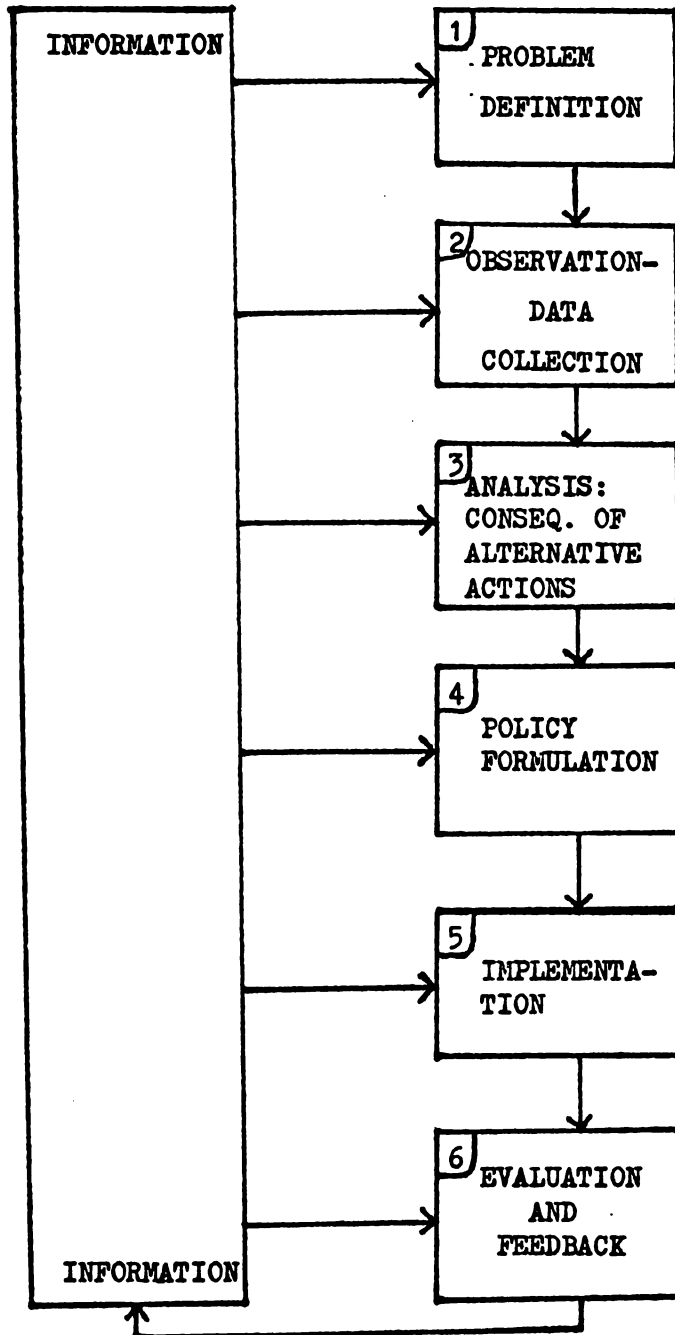 INFORMATION
1
PROBLEM
DEFINITION
2
OBSERVATION-
DATA
COLLECTION
3
ANALYSIS:
CONSEQ. OF
ALTERNATIVE
ACTIONS
4
POLICY
FORMULATION
5
IMPLEMENTA-
TION
6
EVALUATION
AND
FEEDBACK
INFORMATION